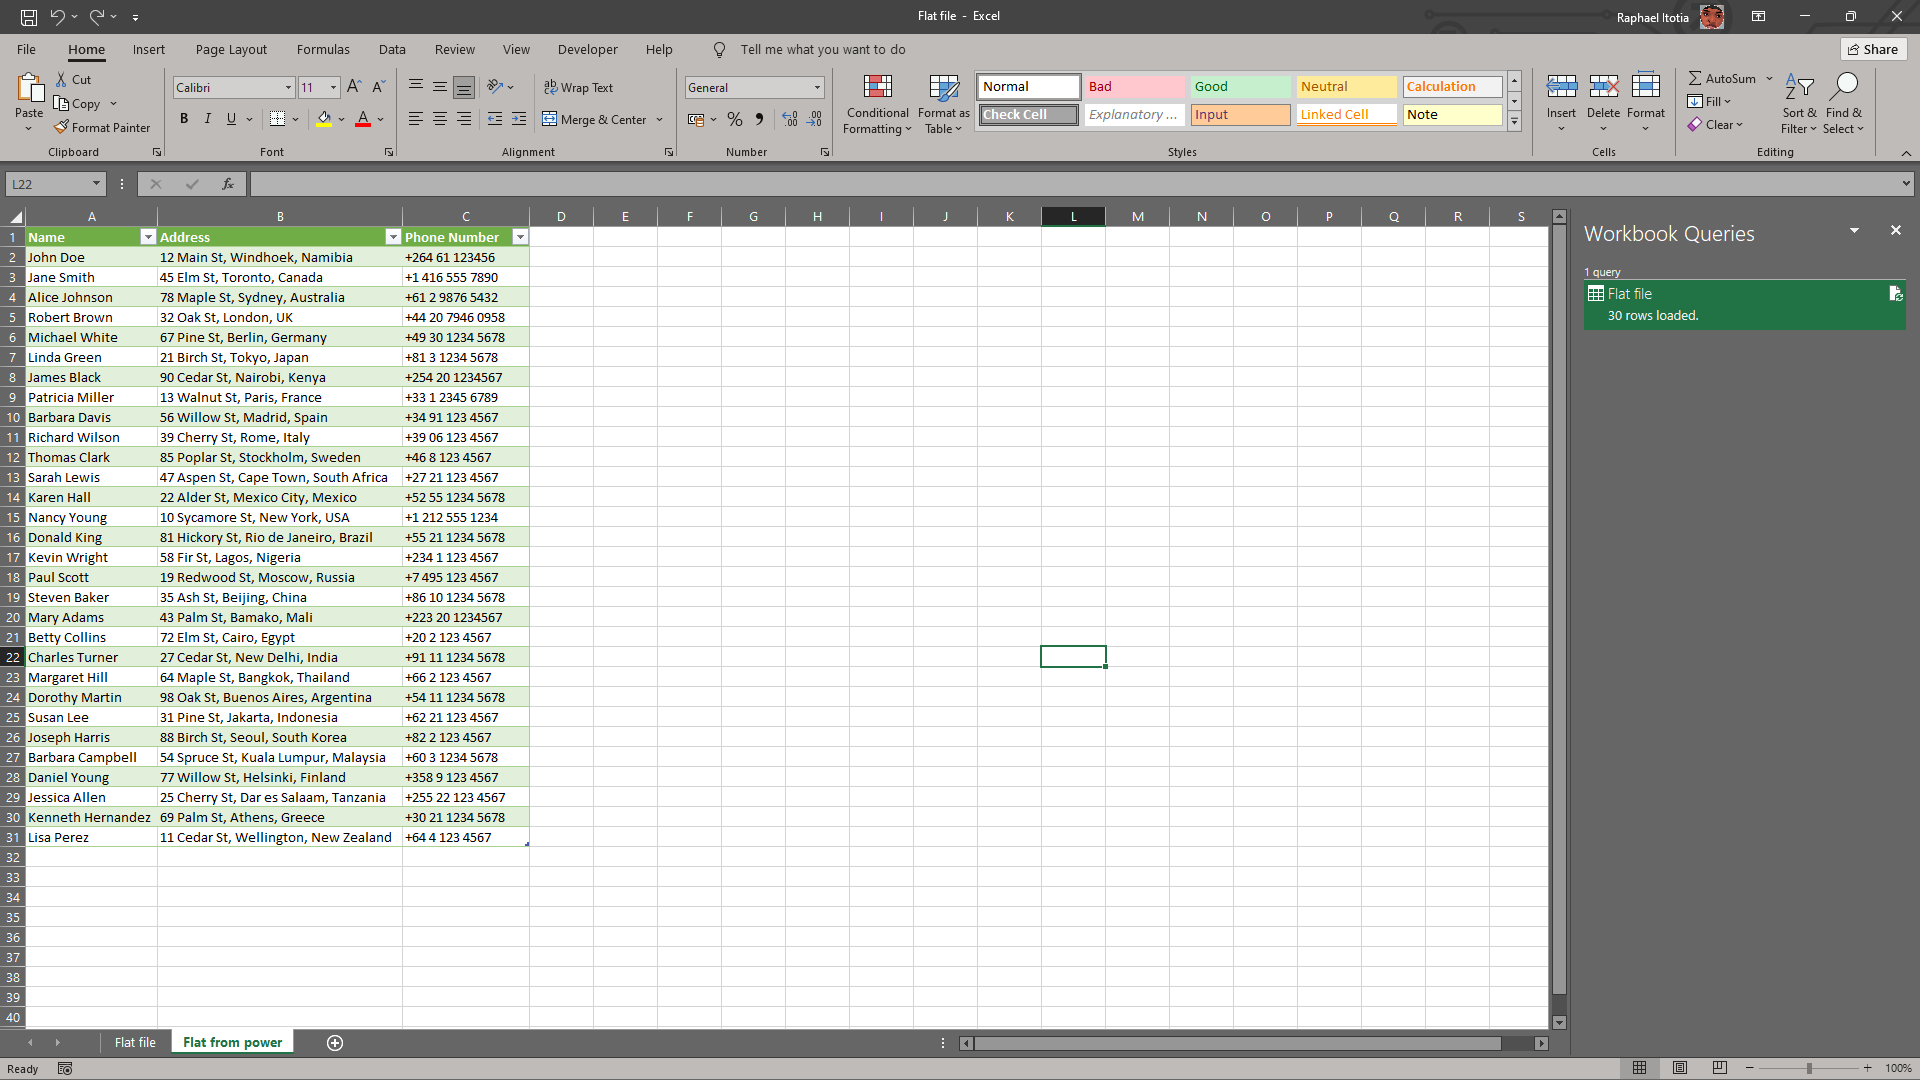 Flat file - Excel
Raphael Itotia
File Home Insert Page Layout Formulas Data Review View Developer Help Tell me what you want to do Share
Paste
Cut
Copy
Format Painter
Clipboard
Calibri 11
B I U
Font
Wrap Text
Merge & Center
Alignment
General
Number
Conditional Formatting
Format as Table
Normal Bad Good Neutral Calculation
Check Cell Explanatory ... Input Linked Cell Note
Styles
Insert Delete Format
Cells
AutoSum
Fill
Clear
Sort & Filter
Find & Select
Editing
L22 fx
A B C D E F G H I J K L M N O P Q R S
1 Name Address Phone Number
2 John Doe 12 Main St, Windhoek, Namibia +264 61 123456
3 Jane Smith 45 Elm St, Toronto, Canada +1 416 555 7890
4 Alice Johnson 78 Maple St, Sydney, Australia +61 2 9876 5432
5 Robert Brown 32 Oak St, London, UK +44 20 7946 0958
6 Michael White 67 Pine St, Berlin, Germany +49 30 1234 5678
7 Linda Green 21 Birch St, Tokyo, Japan +81 3 1234 5678
8 James Black 90 Cedar St, Nairobi, Kenya +254 20 1234567
9 Patricia Miller 13 Walnut St, Paris, France +33 1 2345 6789
10 Barbara Davis 56 Willow St, Madrid, Spain +34 91 123 4567
11 Richard Wilson 39 Cherry St, Rome, Italy +39 06 123 4567
12 Thomas Clark 85 Poplar St, Stockholm, Sweden +46 8 123 4567
13 Sarah Lewis 47 Aspen St, Cape Town, South Africa +27 21 123 4567
14 Karen Hall 22 Alder St, Mexico City, Mexico +52 55 1234 5678
15 Nancy Young 10 Sycamore St, New York, USA +1 212 555 1234
16 Donald King 81 Hickory St, Rio de Janeiro, Brazil +55 21 1234 5678
17 Kevin Wright 58 Fir St, Lagos, Nigeria +234 1 123 4567
18 Paul Scott 19 Redwood St, Moscow, Russia +7 495 123 4567
19 Steven Baker 35 Ash St, Beijing, China +86 10 1234 5678
20 Mary Adams 43 Palm St, Bamako, Mali +223 20 1234567
21 Betty Collins 72 Elm St, Cairo, Egypt +20 2 123 4567
22 Charles Turner 27 Cedar St, New Delhi, India +91 11 1234 5678
23 Margaret Hill 64 Maple St, Bangkok, Thailand +66 2 123 4567
24 Dorothy Martin 98 Oak St, Buenos Aires, Argentina +54 11 1234 5678
25 Susan Lee 31 Pine St, Jakarta, Indonesia +62 21 123 4567
26 Joseph Harris 88 Birch St, Seoul, South Korea +82 2 123 4567
27 Barbara Campbell 54 Spruce St, Kuala Lumpur, Malaysia +60 3 1234 5678
28 Daniel Young 77 Willow St, Helsinki, Finland +358 9 123 4567
29 Jessica Allen 25 Cherry St, Dar es Salaam, Tanzania +255 22 123 4567
30 Kenneth Hernandez 69 Palm St, Athens, Greece +30 21 1234 5678
31 Lisa Perez 11 Cedar St, Wellington, New Zealand +64 4 123 4567
32
33
34
35
36
37
38
39
40
Workbook Queries
1 query
Flat file
30 rows loaded.
Flat file Flat from power
Ready 100%